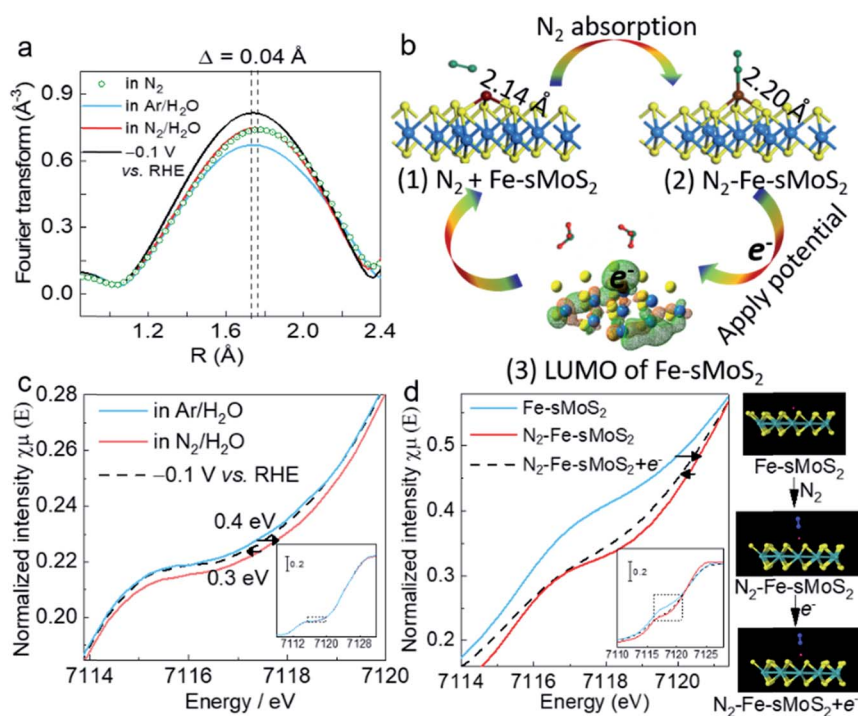 a
Δ = 0.04 Å
in N₂
in Ar/H₂O
in N₂/H₂O
−0.1 V
vs. RHE
Fourier transform (Å⁻³)
0.9
0.6
0.3
0.0
1.2 1.6 2.0 2.4
R (Å)
b
N₂ absorption
2.14 Å
2.20 Å
(1) N₂ + Fe-sMoS₂
(2) N₂-Fe-sMoS₂
e⁻
e⁻
Apply potential
(3) LUMO of Fe-sMoS₂
c
in Ar/H₂O
in N₂/H₂O
−0.1 V vs. RHE
Normalized intensity χμ (E)
0.28
0.26
0.24
0.22
0.20
0.4 eV
0.3 eV
0.2
7112 7120 7128
7114 7116 7118 7120
Energy / eV
d
Fe-sMoS₂
N₂-Fe-sMoS₂
N₂-Fe-sMoS₂+e⁻
Normalized intensity χμ (E)
0.5
0.4
0.3
0.2
0.2
7110 7115 7120 7125
7114 7116 7118 7120
Energy (eV)
Fe-sMoS₂
N₂
N₂-Fe-sMoS₂
e⁻
N₂-Fe-sMoS₂+e⁻